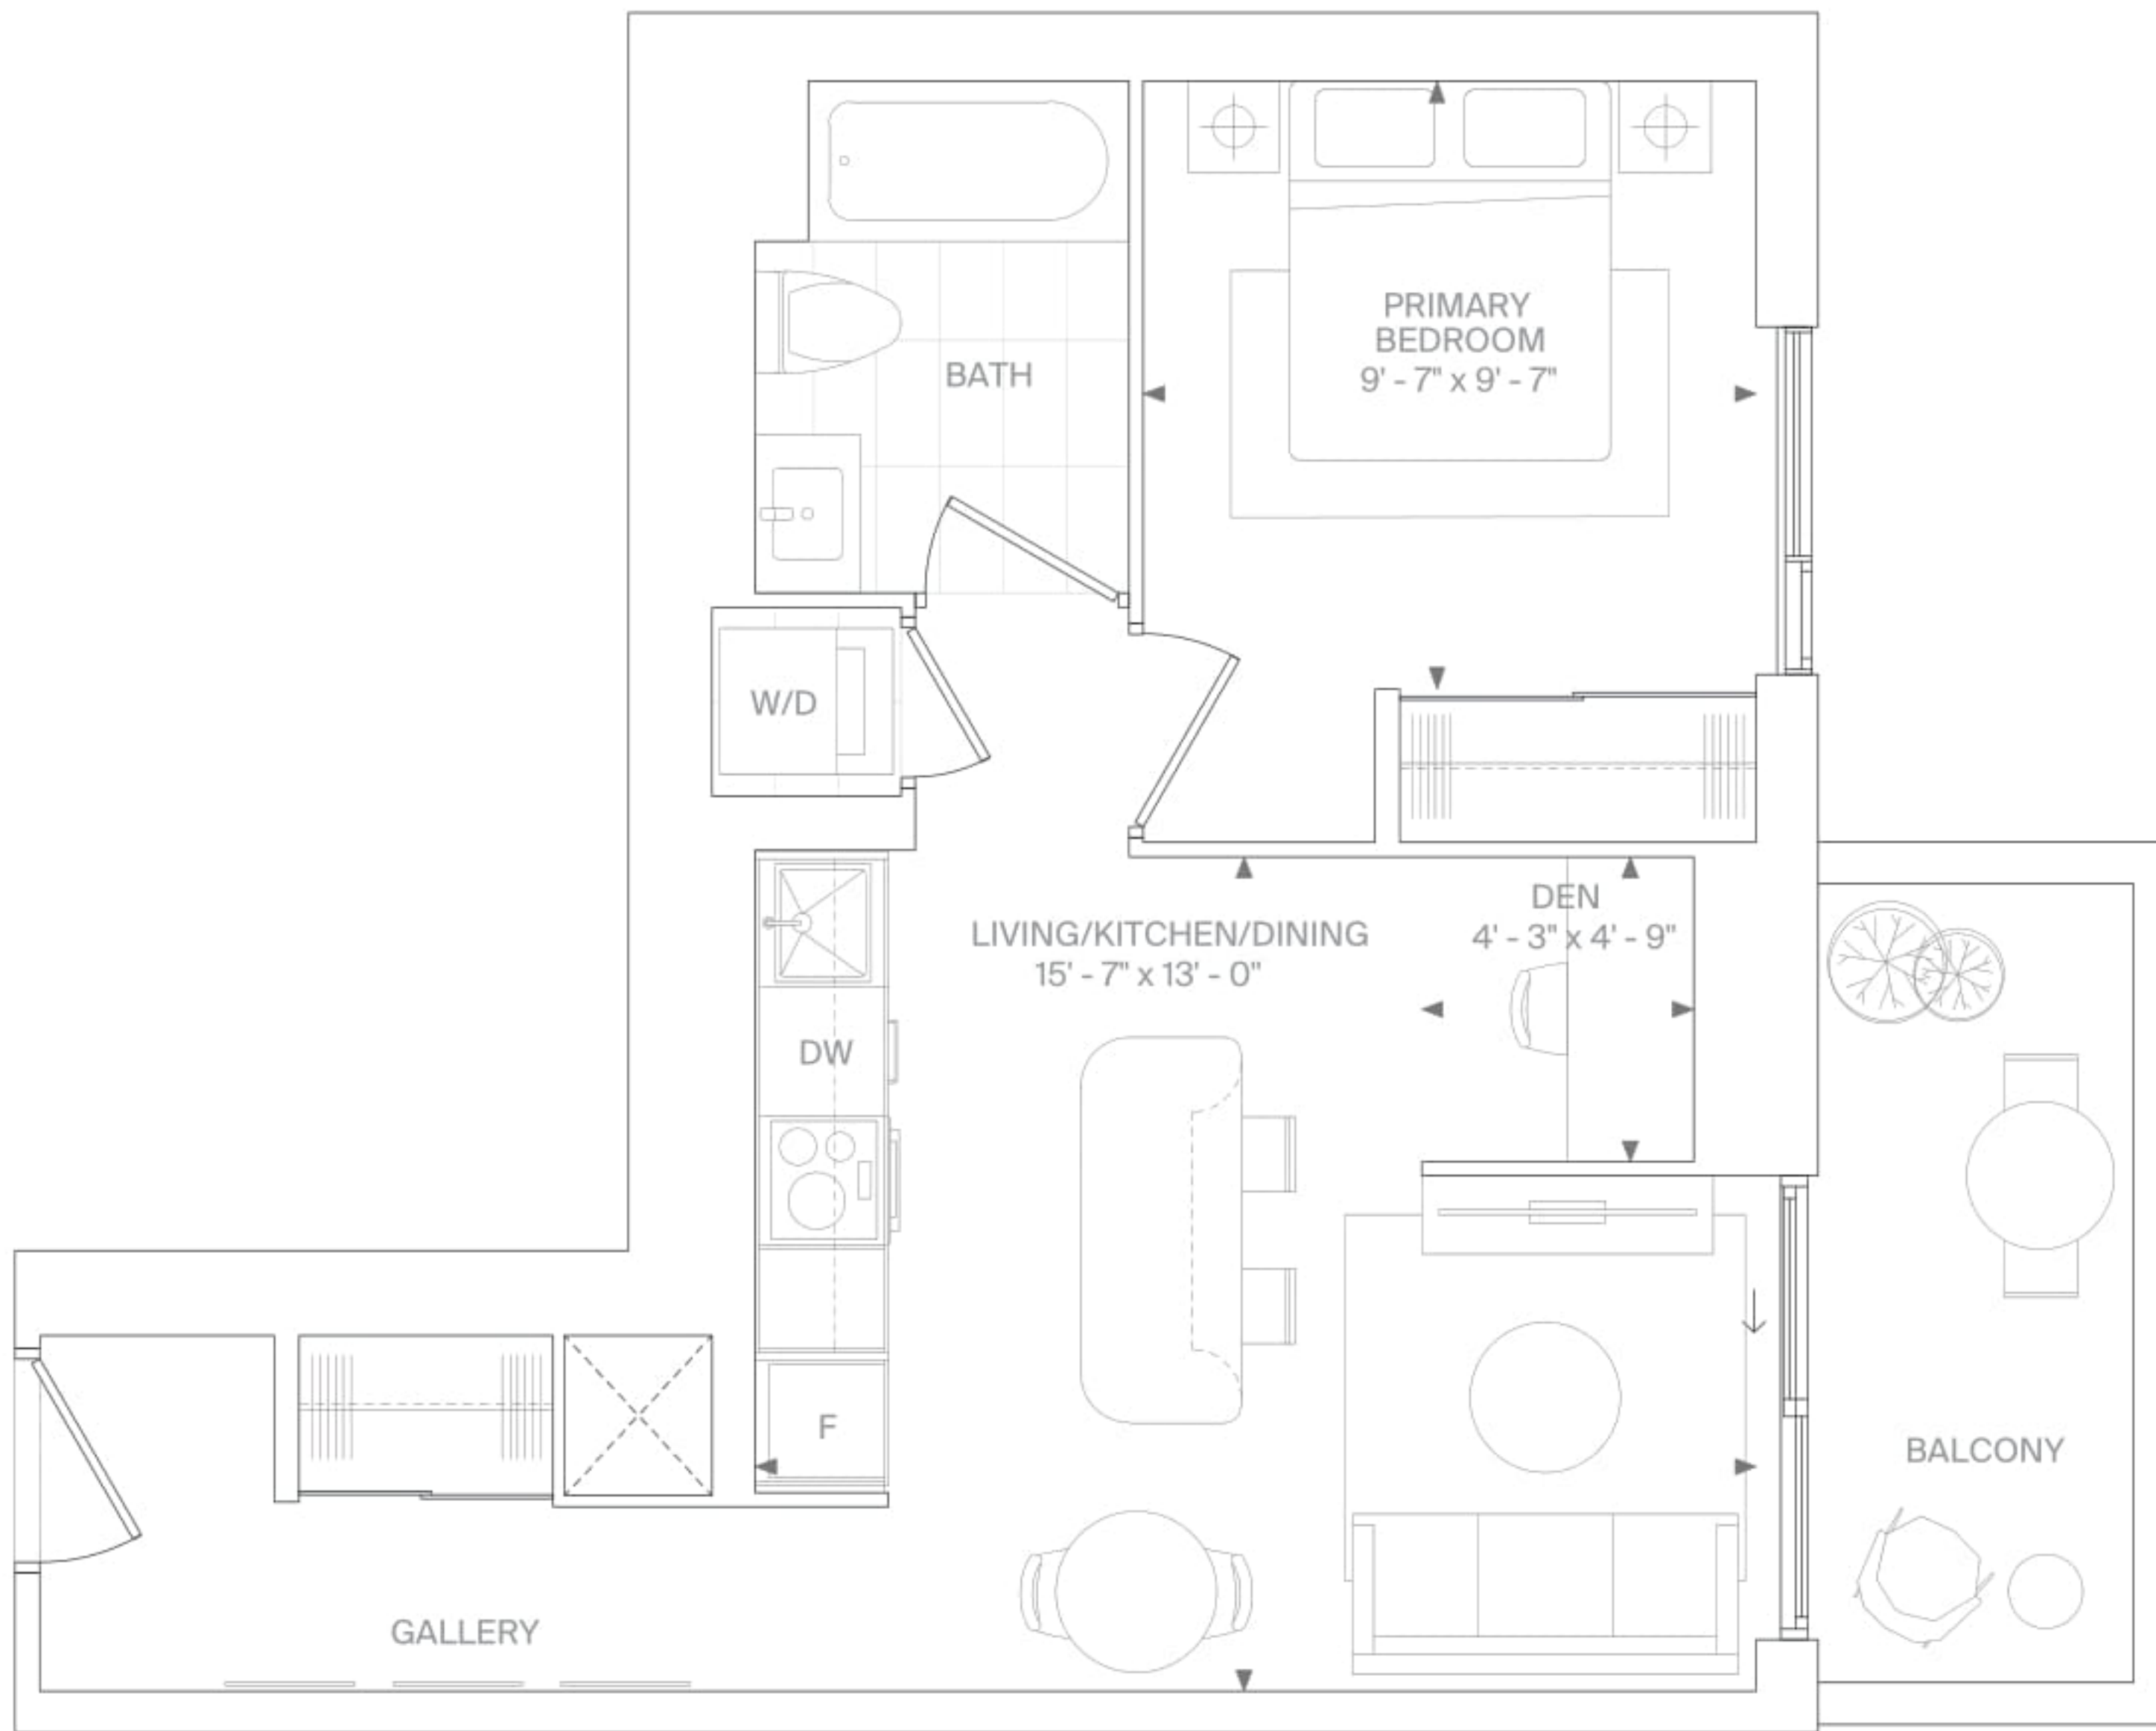 PRIMARY
BEDROOM
9' - 7" x 9' - 7"
BATH
W/D
DEN
4' - 3" x 4' - 9"
LIVING/KITCHEN/DINING
15' - 7" x 13' - 0"
DW
F
BALCONY
GALLERY